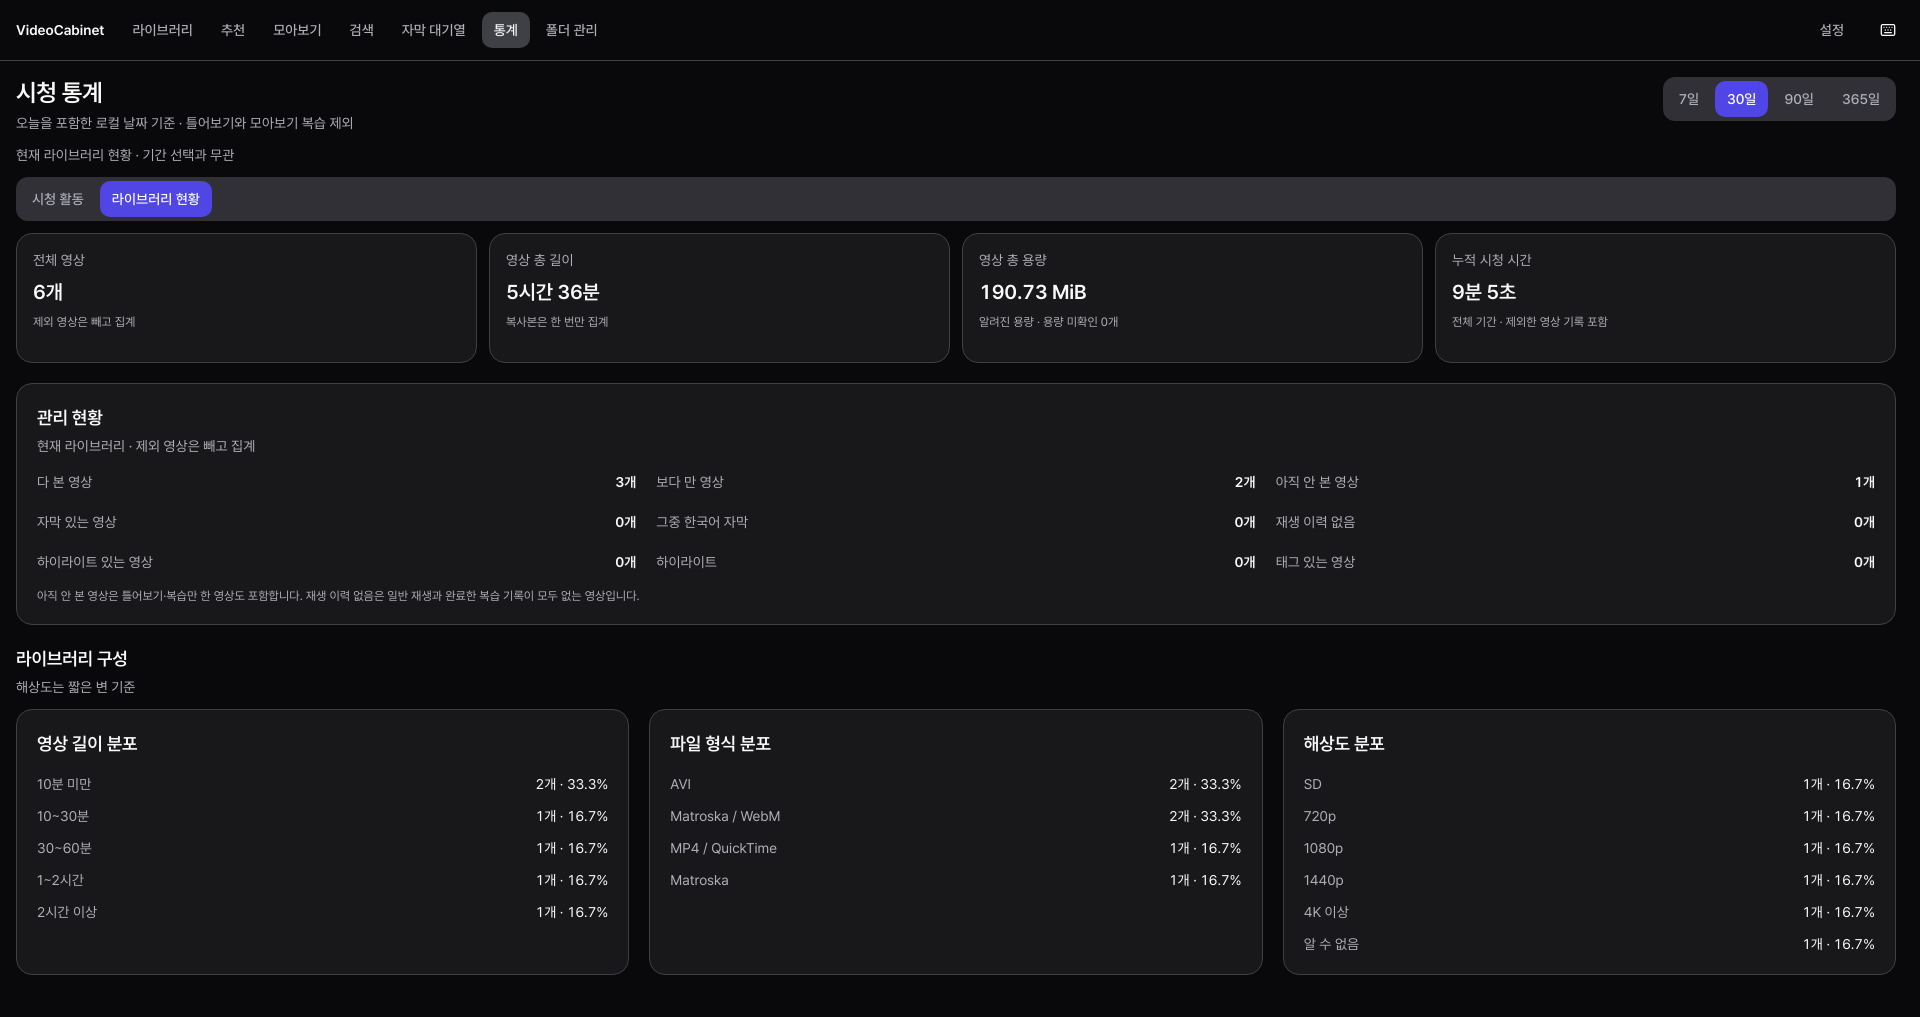 VideoCabinet 라이브러리 추천 모아보기 검색 자막 대기열 통계 폴더 관리 설정
시청 통계
7일 30일 90일 365일
오늘을 포함한 로컬 날짜 기준 · 틀어보기와 모아보기 복습 제외
현재 라이브러리 현황 · 기간 선택과 무관
시청 활동 라이브러리 현황
전체 영상
6개
제외 영상은 빼고 집계
영상 총 길이
5시간 36분
복사본은 한 번만 집계
영상 총 용량
190.73 MiB
알려진 용량 · 용량 미확인 0개
누적 시청 시간
9분 5초
전체 기간 · 제외한 영상 기록 포함
관리 현황
현재 라이브러리 · 제외 영상은 빼고 집계
다 본 영상 3개 보다 만 영상 2개 아직 안 본 영상 1개
자막 있는 영상 0개 그중 한국어 자막 0개 재생 이력 없음 0개
하이라이트 있는 영상 0개 하이라이트 0개 태그 있는 영상 0개
아직 안 본 영상은 틀어보기·복습만 한 영상도 포함합니다. 재생 이력 없음은 일반 재생과 완료한 복습 기록이 모두 없는 영상입니다.
라이브러리 구성
해상도는 짧은 변 기준
영상 길이 분포
10분 미만 2개 · 33.3%
10~30분 1개 · 16.7%
30~60분 1개 · 16.7%
1~2시간 1개 · 16.7%
2시간 이상 1개 · 16.7%
파일 형식 분포
AVI 2개 · 33.3%
Matroska / WebM 2개 · 33.3%
MP4 / QuickTime 1개 · 16.7%
Matroska 1개 · 16.7%
해상도 분포
SD 1개 · 16.7%
720p 1개 · 16.7%
1080p 1개 · 16.7%
1440p 1개 · 16.7%
4K 이상 1개 · 16.7%
알 수 없음 1개 · 16.7%